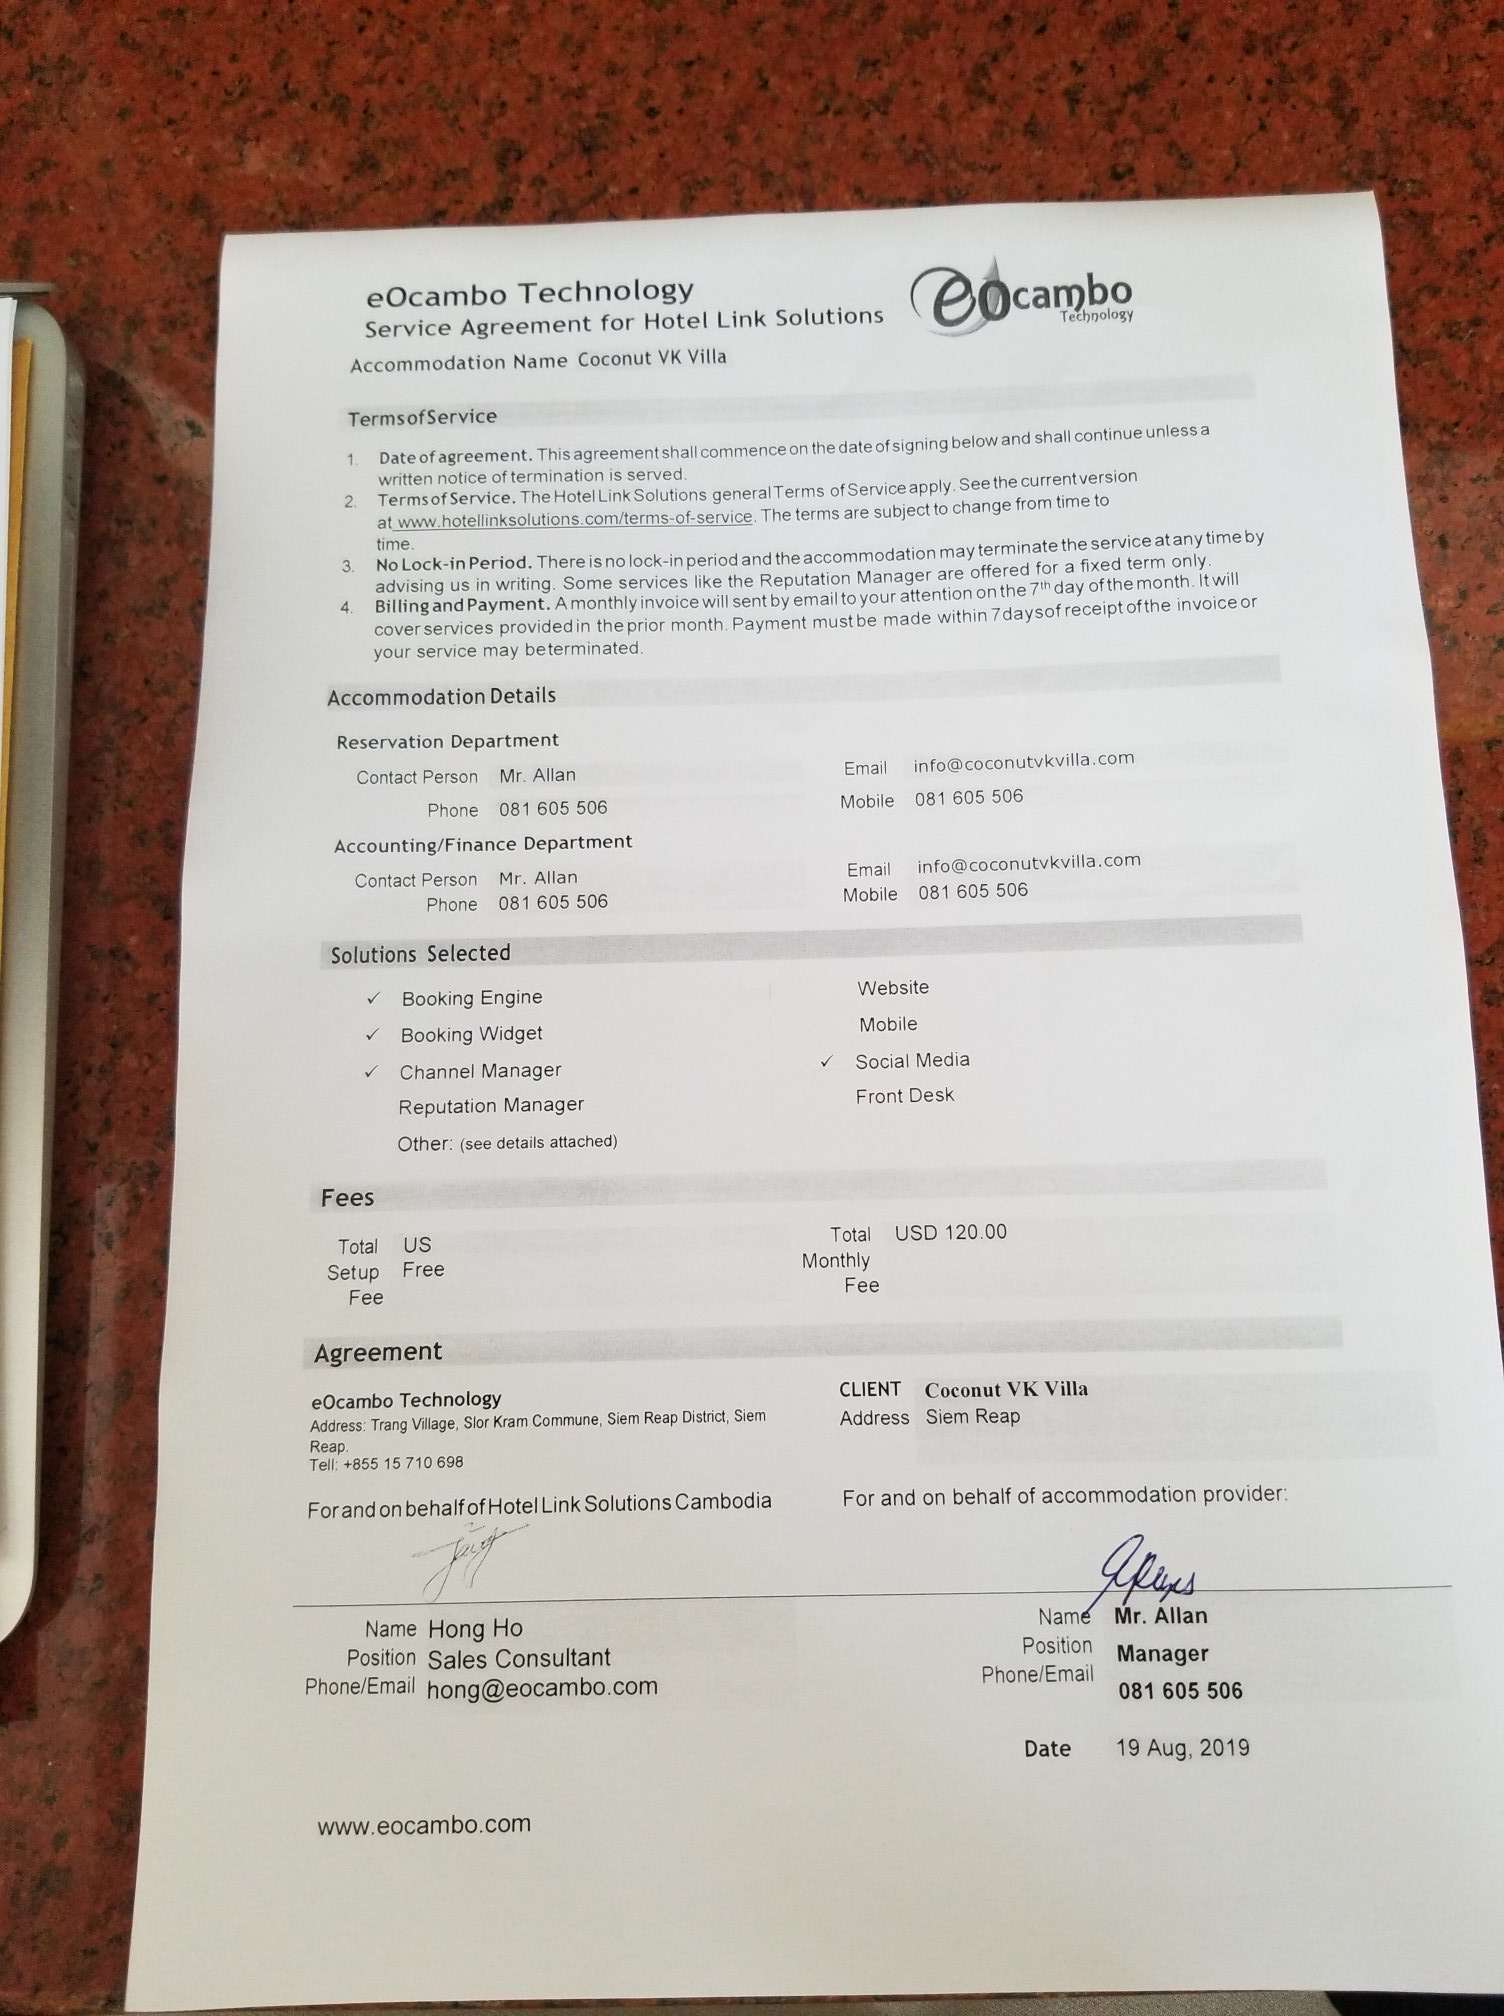 eOcambo Technology
Service Agreement for Hotel Link Solutions
eOcambo
Technology
Accommodation Name Coconut VK Villa
TermsofService
1. Date of agreement. This agreement shall commence on the date of signing below and shall continue unless a
written notice of termination is served.
2. Terms of Service. The Hotel Link Solutions general Terms of Service apply. See the current version
at www.hotellinksolutions.com/terms-of-service. The terms are subject to change from time to
time.
3. No Lock-in Period. There is no lock-in period and the accommodation may terminate the service at any time by
advising us in writing. Some services like the Reputation Manager are offered for a fixed term only.
4. Billing and Payment. A monthly invoice will sent by email to your attention on the 7th day of the month. It will
cover services provided in the prior month. Payment must be made within 7 days of receipt of the invoice or
your service may be terminated.
Accommodation Details
Reservation Department
Contact Person Mr. Allan Email info@coconutvkvilla.com
Phone 081 605 506 Mobile 081 605 506
Accounting/Finance Department
Contact Person Mr. Allan Email info@coconutvkvilla.com
Phone 081 605 506 Mobile 081 605 506
Solutions Selected
✓ Booking Engine Website
✓ Booking Widget Mobile
✓ Channel Manager ✓ Social Media
Reputation Manager Front Desk
Other: (see details attached)
Fees
Total US Total USD 120.00
Setup Free Monthly
Fee Fee
Agreement
eOcambo Technology CLIENT Coconut VK Villa
Address: Trang Village, Slor Kram Commune, Siem Reap District, Siem Address Siem Reap
Reap.
Tell: +855 15 710 698
For and on behalf of Hotel Link Solutions Cambodia For and on behalf of accommodation provider:
Name Hong Ho Name Mr. Allan
Position Sales Consultant Position Manager
Phone/Email hong@eocambo.com Phone/Email 081 605 506
Date 19 Aug, 2019
www.eocambo.com